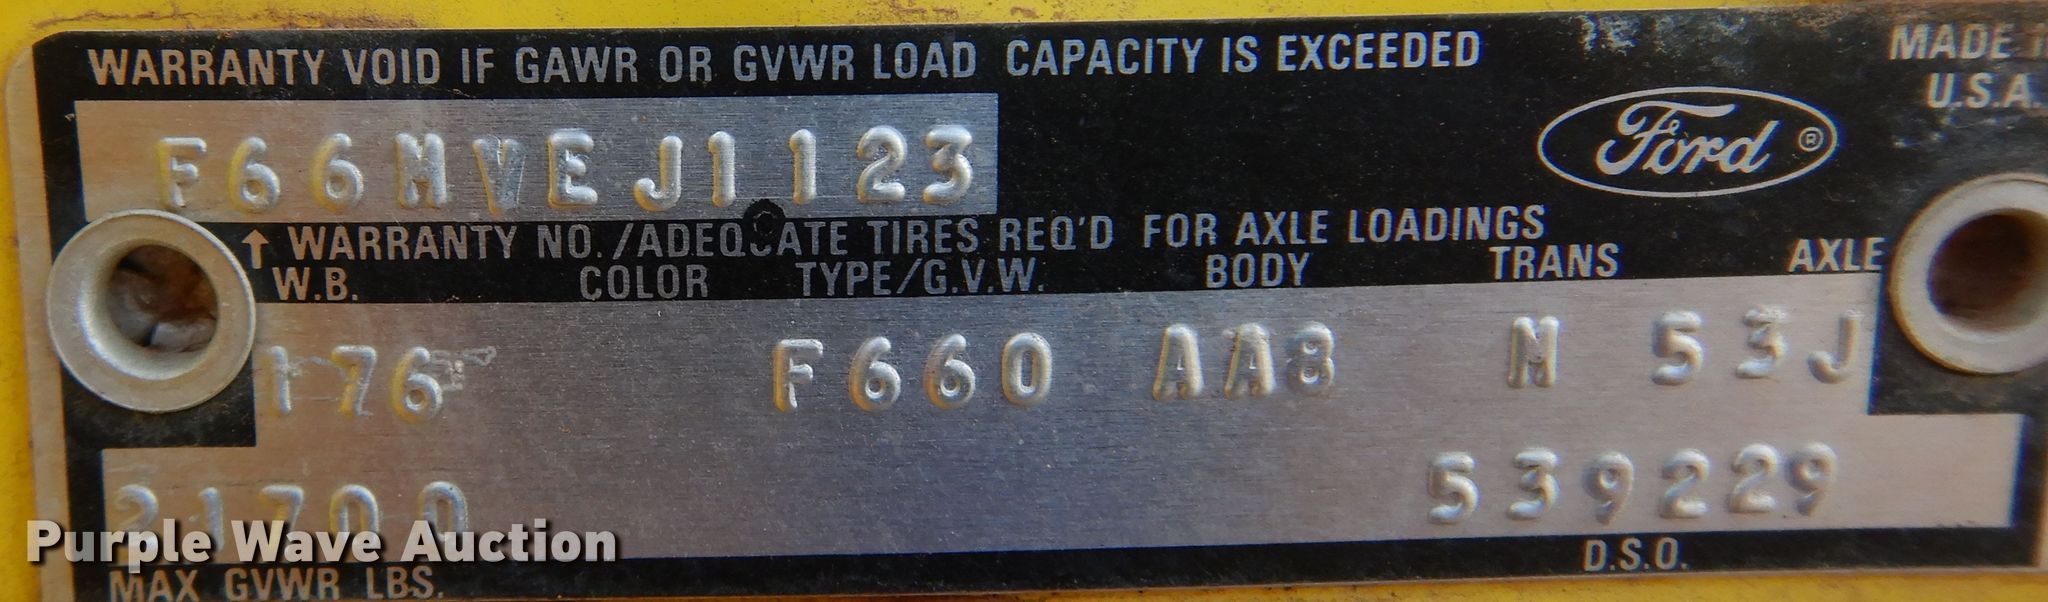 WARRANTY VOID IF GAWR OR GVWR LOAD CAPACITY IS EXCEEDED
MADE
U.S.A.
F66MVEJ1123
Ford ®
↑ WARRANTY NO./ADEQUATE TIRES REQ'D FOR AXLE LOADINGS
W.B. COLOR TYPE/G.V.W. BODY TRANS AXLE
176 F660 AA8 M 53J
21700 539229
Purple Wave Auction
MAX GVWR LBS. D.S.O.